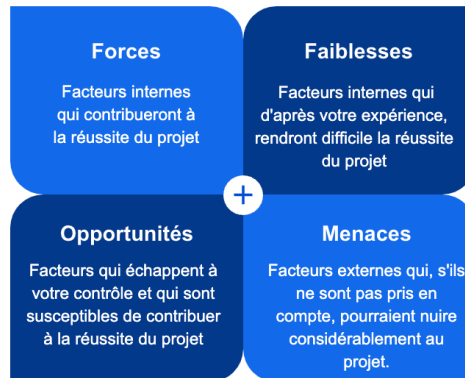 Forces
Facteurs internes
qui contribueront à
la réussite du projet
Faiblesses
Facteurs internes qui
d'après votre expérience,
rendront difficile la réussite
du projet
Opportunités
Facteurs qui échappent à
votre contrôle et qui sont
susceptibles de contribuer
à la réussite du projet
Menaces
Facteurs externes qui, s'ils
ne sont pas pris en
compte, pourraient nuire
considérablement au
projet.